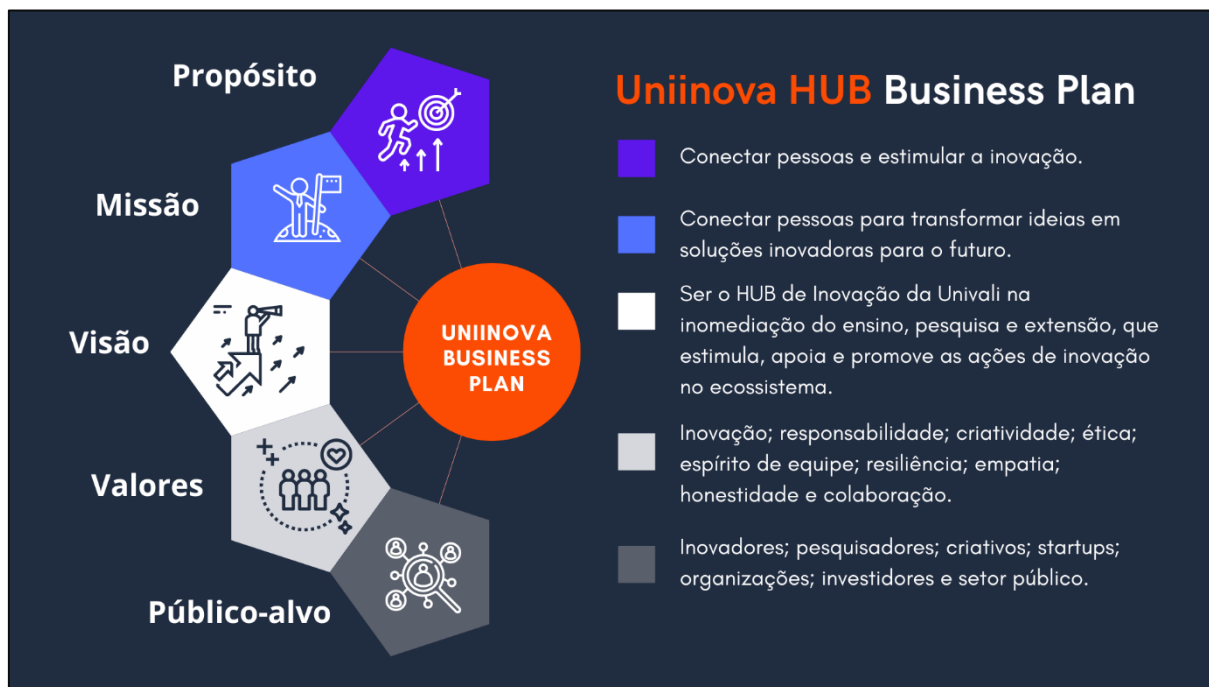 Propósito
Missão
Visão
Valores
Público-alvo
UNIINOVA
BUSINESS
PLAN
Uniinova HUB Business Plan
Conectar pessoas e estimular a inovação.
Conectar pessoas para transformar ideias em
soluções inovadoras para o futuro.
Ser o HUB de Inovação da Univali na
inomediação do ensino, pesquisa e extensão, que
estimula, apoia e promove as ações de inovação
no ecossistema.
Inovação; responsabilidade; criatividade; ética;
espírito de equipe; resiliência; empatia;
honestidade e colaboração.
Inovadores; pesquisadores; criativos; startups;
organizações; investidores e setor público.